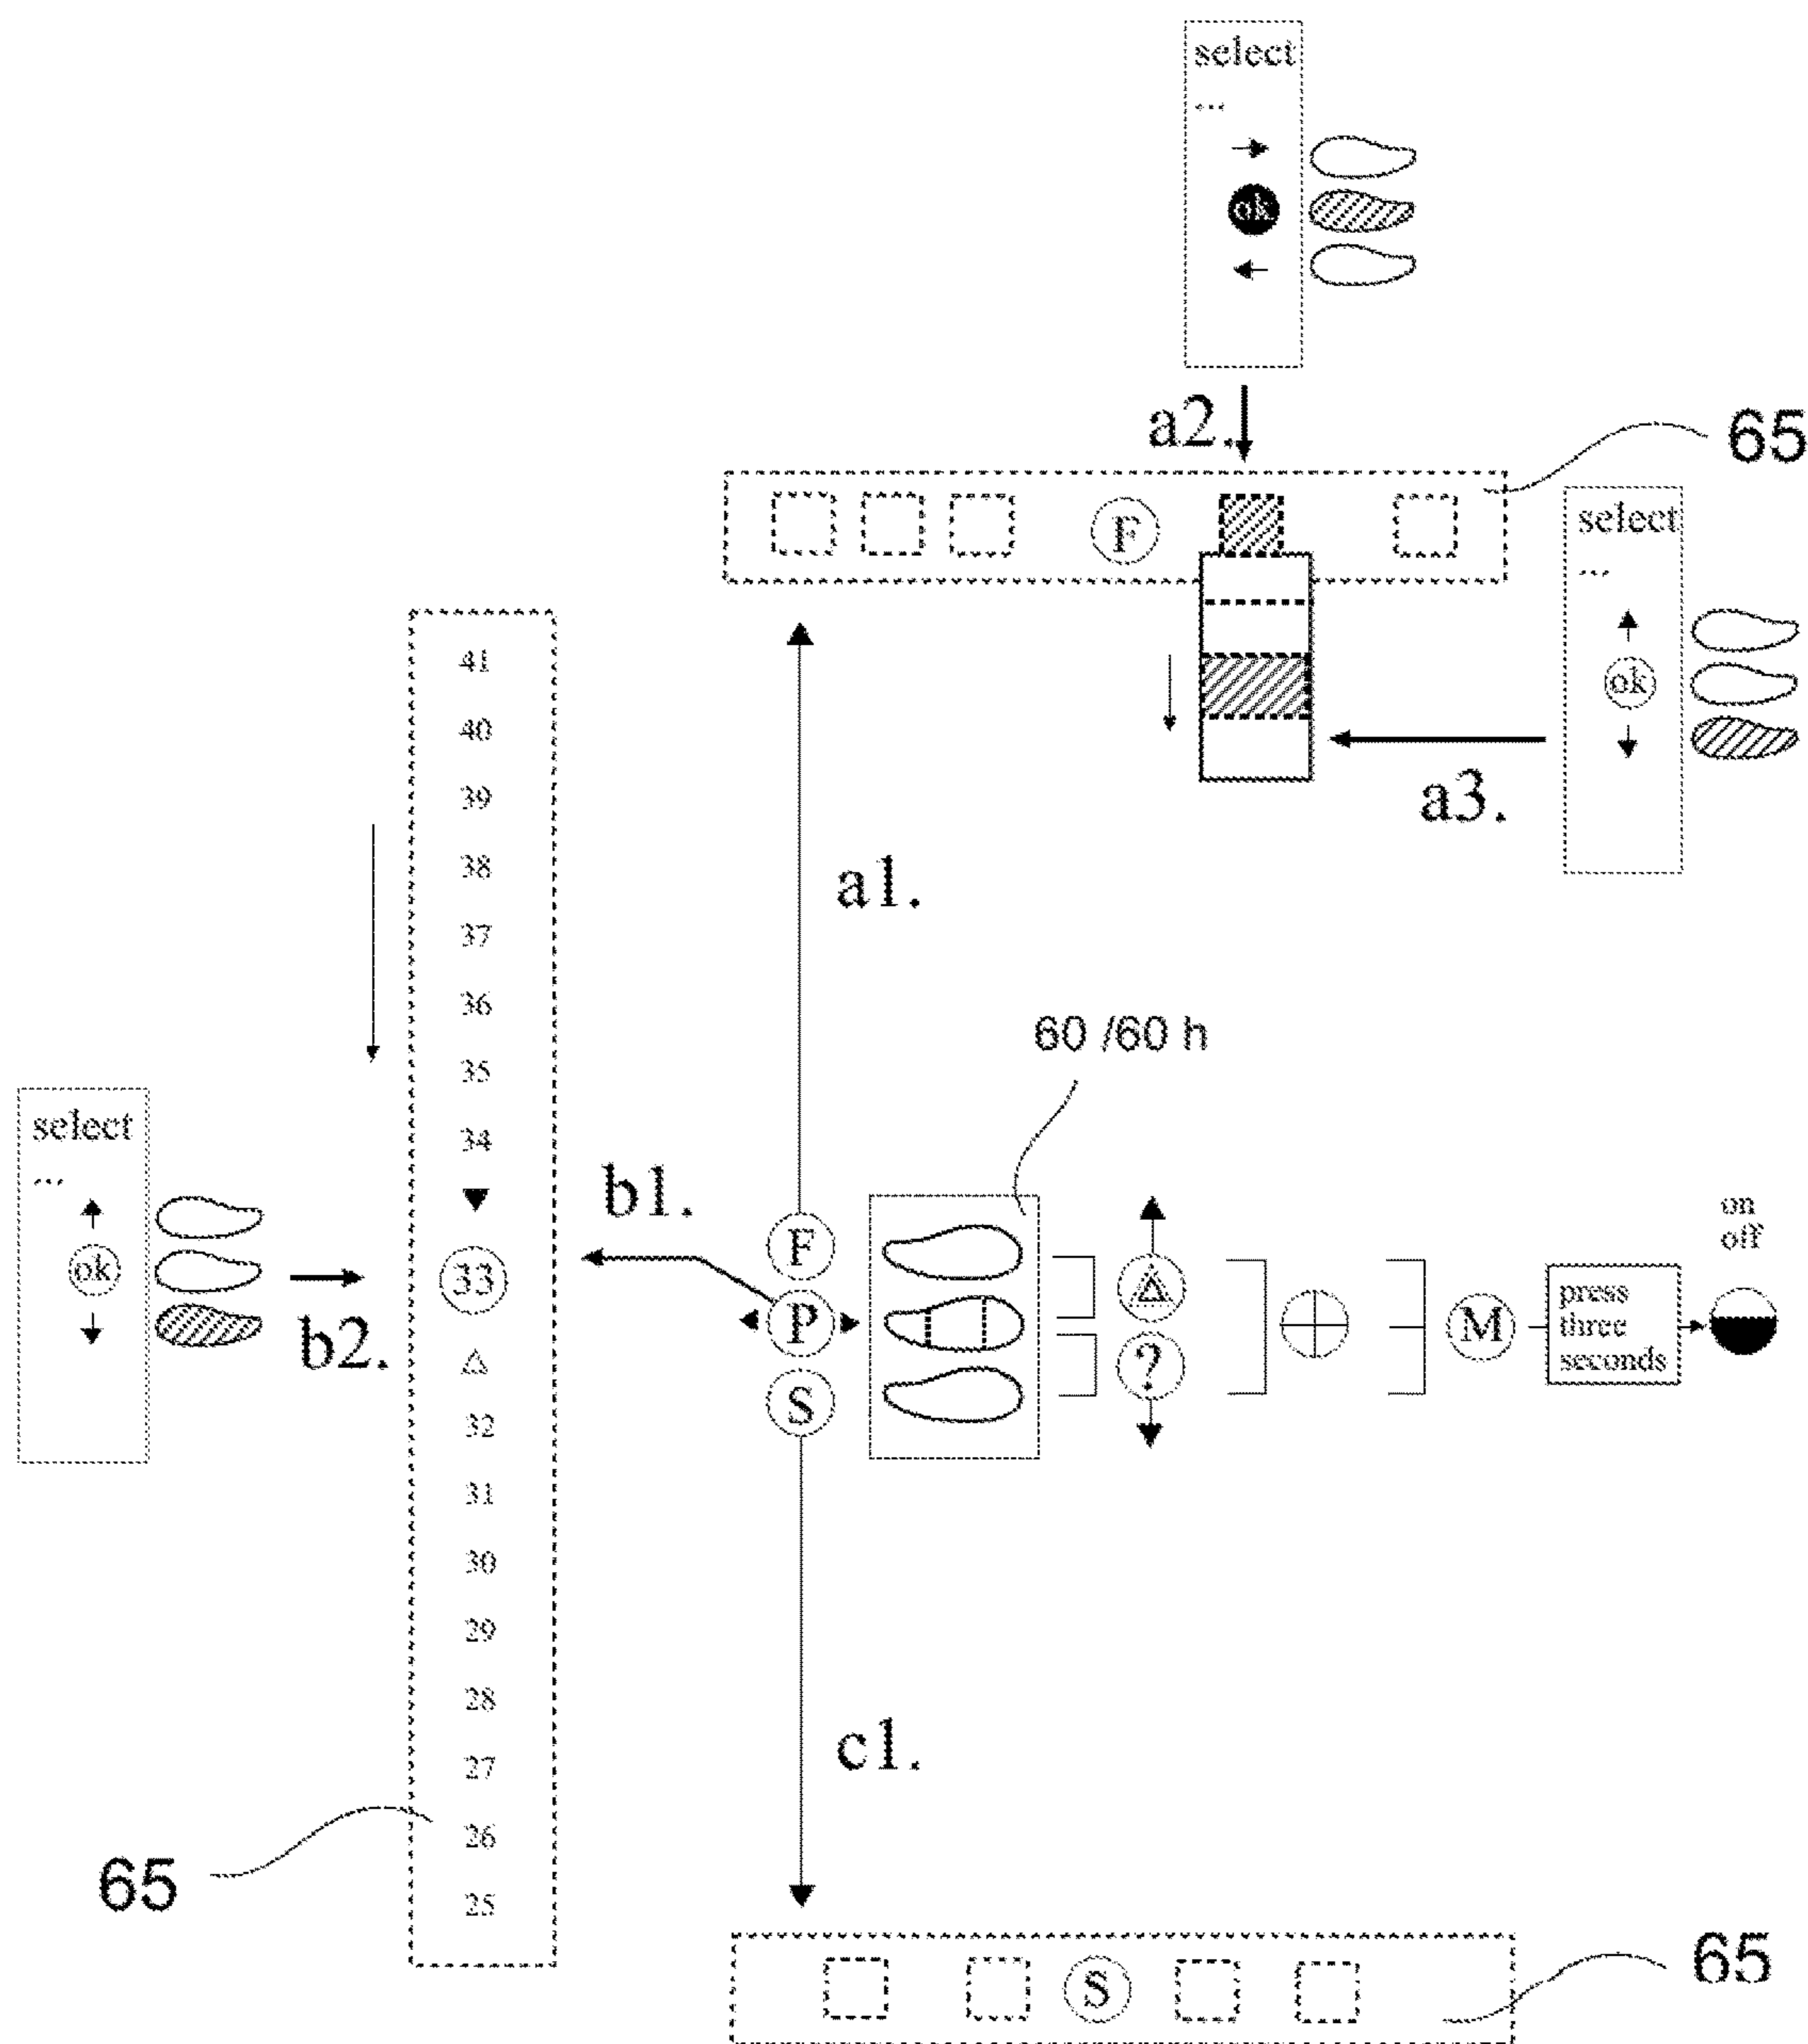 select
...
→
ok
←
a2.
65
F
select
...
ok
a3.
a1.
41
40
39
38
37
36
35
34
33
32
31
30
29
28
27
26
25
65
select
...
ok
b2.
b1.
60 /60 h
F
P
S
?
M
press
three
seconds
on
off
c1.
S
65